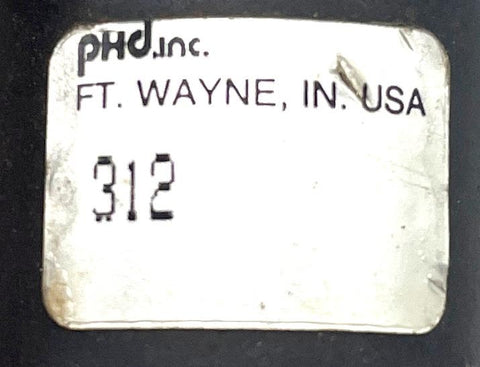 PHd.inc.
FT. WAYNE, IN. USA
312